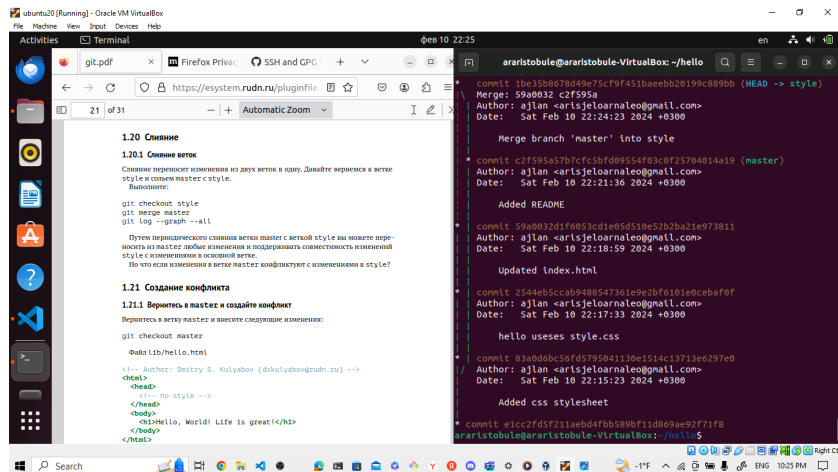 ubuntu20 [Running] - Oracle VM VirtualBox
File Machine View Input Devices Help
Activities Terminal фев 10 22:25 en
git.pdf × Firefox Privac SSH and GPG
https://esystem.rudn.ru/pluginfile.
21 of 31 Automatic Zoom
1.20 Слияние
1.20.1 Слияние веток
Слияние переносит изменения из двух веток в одну. Давайте вернемся к ветке
style и сольем master с style.
Выполните:
git checkout style
git merge master
git log --graph --all
Путем периодического слияния ветки master с веткой style вы можете пере-
носить из master любые изменения и поддерживать совместимость изменений
style с изменениями в основной ветке.
Но что если изменения в ветке master конфликтуют с изменениями в style?
1.21 Создание конфликта
1.21.1 Вернитесь в master и создайте конфликт
Вернитесь в ветку master и внесите следующие изменения:
git checkout master
Файл lib/hello.html
<!-- Author: Dmitry S. Kulyabov (dskulyabov@rudn.ru) -->
<html>
<head>
<!-- no style -->
</head>
<body>
<h1>Hello, World! Life is great!</h1>
</body>
</html>
araristobule@araristobule-VirtualBox: ~/hello
* commit 1be35b8678d49e75cf9f451baeebb20199c889bb (HEAD -> style)
|\ Merge: 59a0032 c2f595a
| | Author: ajlan <arisjeloarnaleo@gmail.com>
| | Date: Sat Feb 10 22:24:23 2024 +0300
| | Merge branch 'master' into style
| * commit c2f595a57b7cfc5bfd09554f03c0f25704014a19 (master)
| | Author: ajlan <arisjeloarnaleo@gmail.com>
| | Date: Sat Feb 10 22:21:36 2024 +0300
| | Added README
* | commit 59a0032d1f6053cd1e05d510e52b2ba21e973811
| | Author: ajlan <arisjeloarnaleo@gmail.com>
| | Date: Sat Feb 10 22:18:59 2024 +0300
| | Updated index.html
* | commit 2544eb5ccab9488547361e9e2bf6101e0cebaf0f
| | Author: ajlan <arisjeloarnaleo@gmail.com>
| | Date: Sat Feb 10 22:17:33 2024 +0300
| | hello useses style.css
* | commit 83a0d6bc56fd5795041130e1514c13713e6297e0
|/ Author: ajlan <arisjeloarnaleo@gmail.com>
| Date: Sat Feb 10 22:15:23 2024 +0300
| Added css stylesheet
* commit e1cc2fd5f211aebd4fbb589bf11d869ae92f71f8
araristobule@araristobule-VirtualBox:~/hello$
Right Ct
Search -1°F ENG 10:25 PM